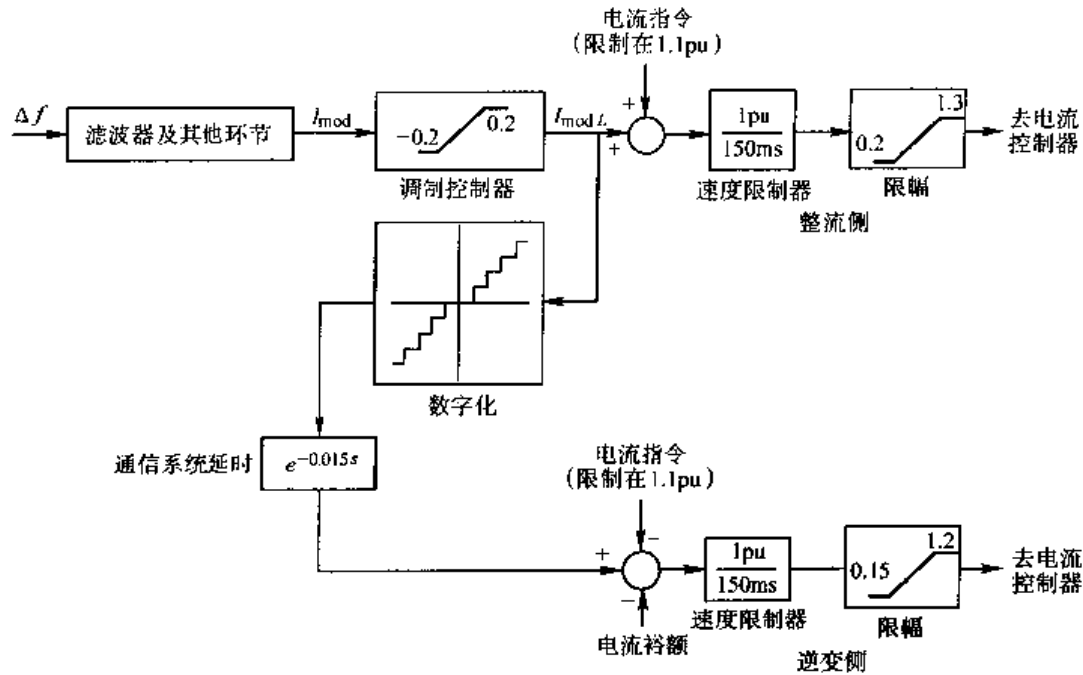 电流指令
(限制在1.1pu)
Δf
滤波器及其他环节
I_mod
-0.2
0.2
调制控制器
I_mod L
+
+
1pu
150ms
速度限制器
0.2
1.3
限幅
去电流
控制器
整流侧
数字化
通信系统延时
e^-0.015s
电流指令
(限制在1.1pu)
+
-
-
电流裕额
1pu
150ms
速度限制器
0.15
1.2
限幅
去电流
控制器
逆变侧